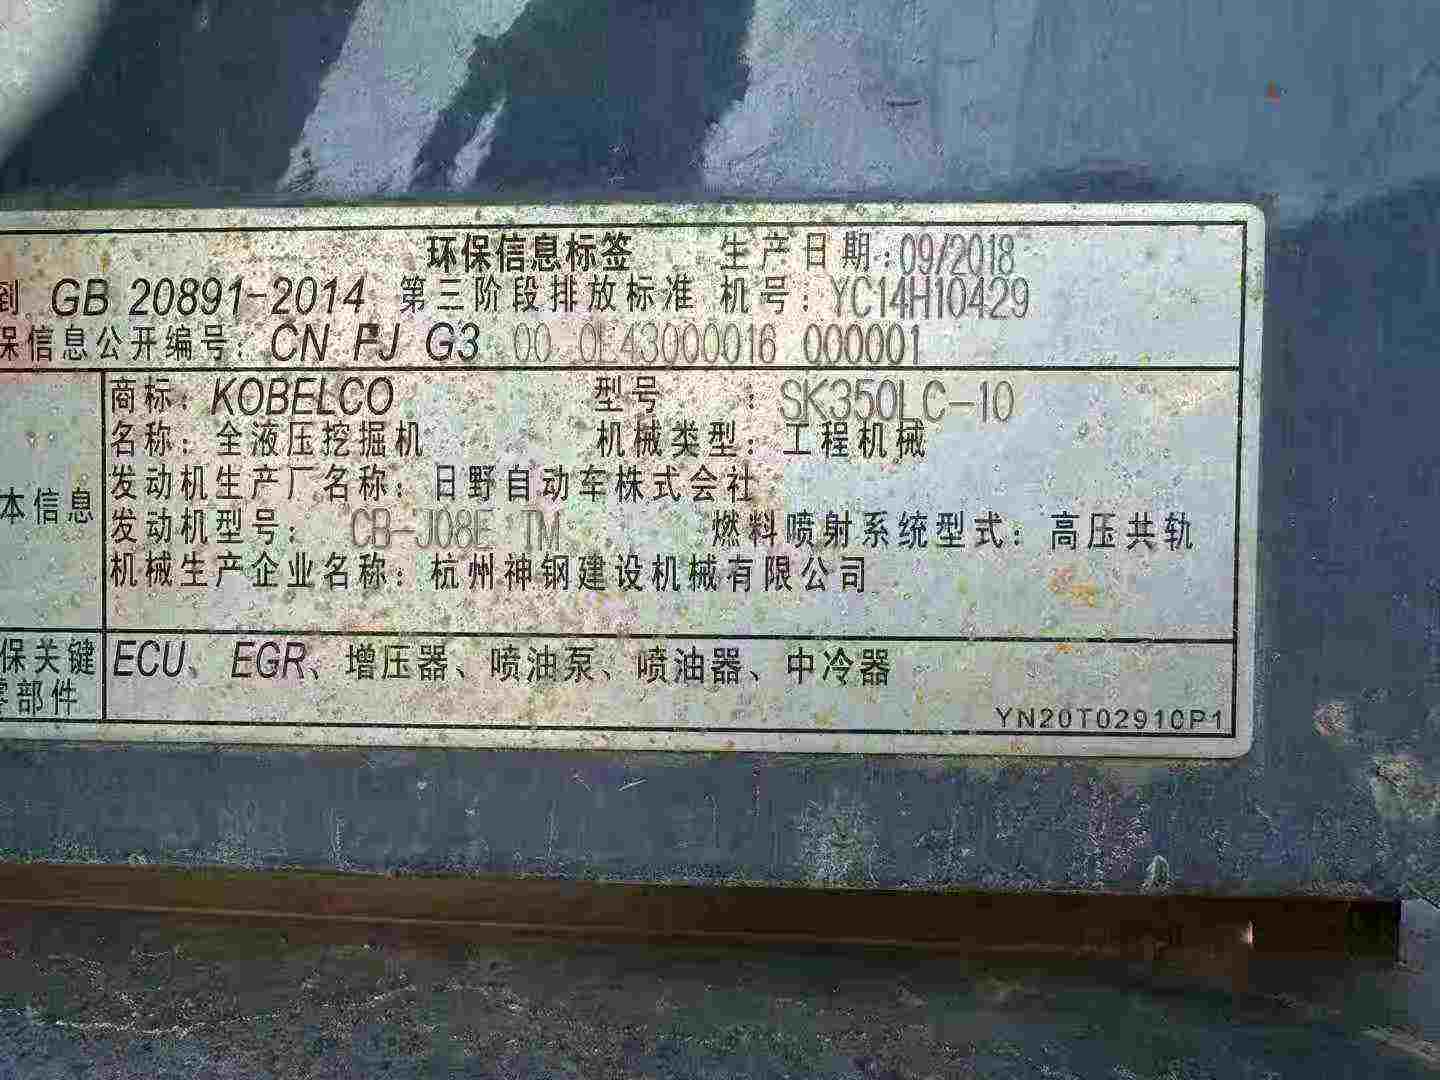 环保信息标签 生产日期:09/2018
到 GB 20891-2014 第三阶段排放标准 机号:YC14H10429
保信息公开编号: CN FJ G3 00 0L43000016 000001
商标: KOBELCO 型号 : SK350LC-10
名称: 全液压挖掘机 机械类型: 工程机械
发动机生产厂名称: 日野自动车株式会社
本信息
发动机型号: CB-J08E TM 燃料喷射系统型式: 高压共轨
机械生产企业名称: 杭州神钢建设机械有限公司
保关键
零部件
ECU、EGR、增压器、喷油泵、喷油器、中冷器
YN20T02910P1